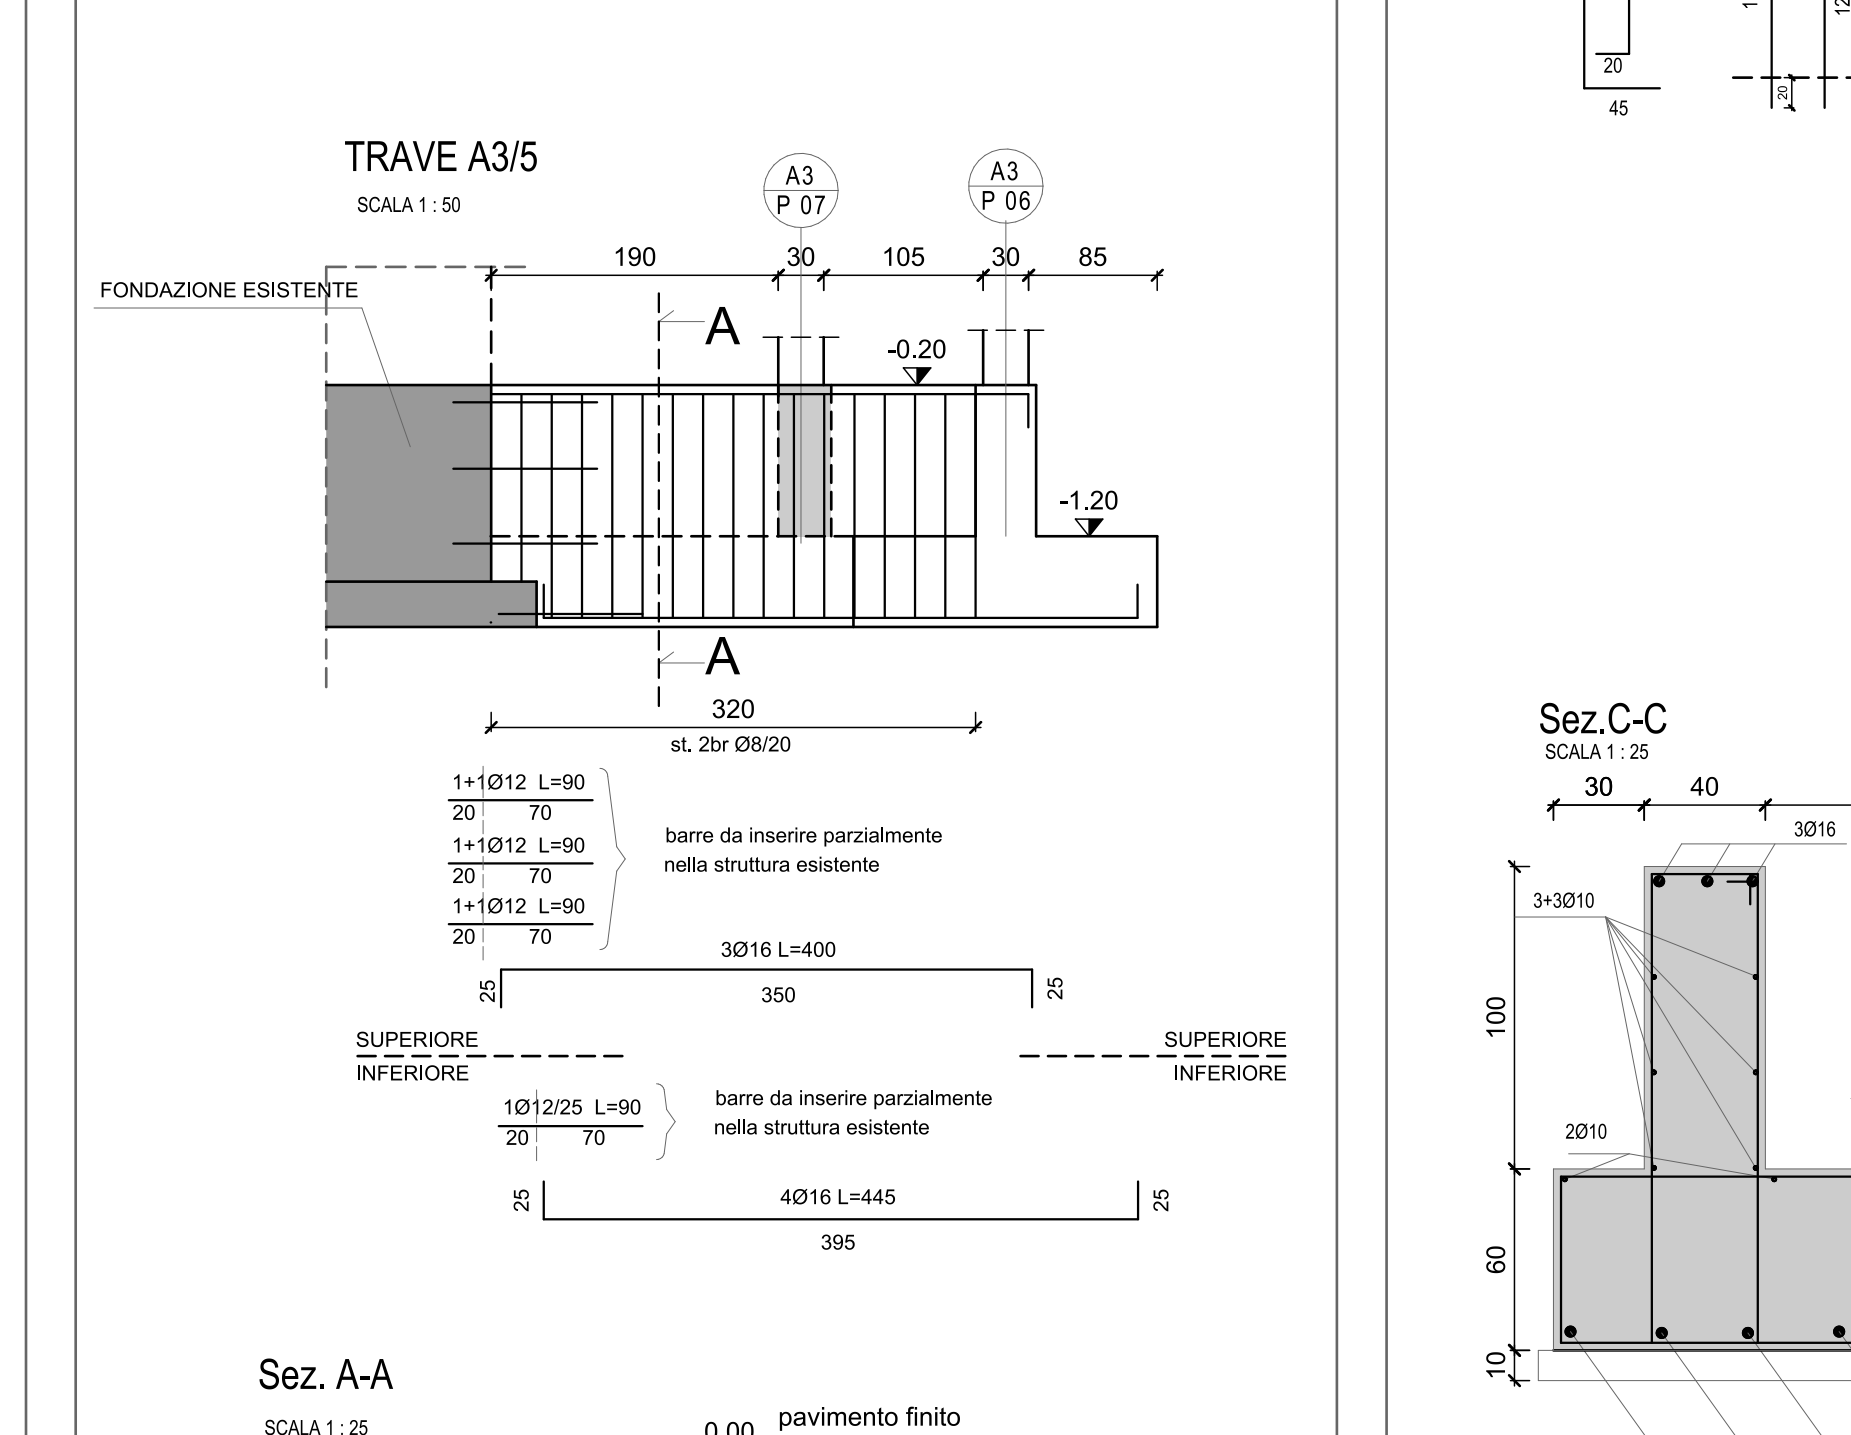 20
45
20
TRAVE A3/5
SCALA 1 : 50
A3
P 07
A3
P 06
190
30
105
30
85
FONDAZIONE ESISTENTE
A
-0.20
-1.20
A
320
st. 2br Ø8/20
1+1Ø12 L=90
20 70
1+1Ø12 L=90
20 70
1+1Ø12 L=90
20 70
barre da inserire parzialmente
nella struttura esistente
3Ø16 L=400
25
350
25
SUPERIORE
INFERIORE
SUPERIORE
INFERIORE
1Ø12/25 L=90
20 70
barre da inserire parzialmente
nella struttura esistente
25
4Ø16 L=445
25
395
Sez. A-A
SCALA 1 : 25
0.00
pavimento finito
Sez.C-C
SCALA 1 : 25
30
40
3Ø16
3+3Ø10
100
2Ø10
60
10